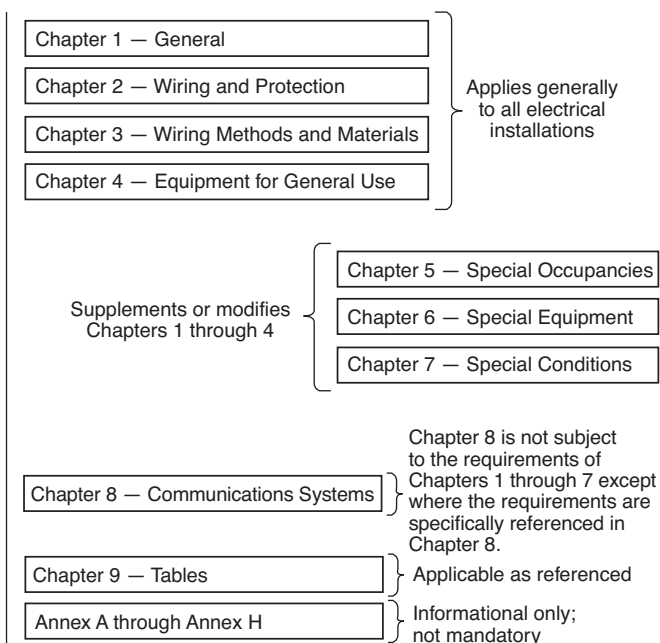 Chapter 1 — General
Chapter 2 — Wiring and Protection
Chapter 3 — Wiring Methods and Materials
Chapter 4 — Equipment for General Use
Applies generally
to all electrical
installations
Supplements or modifies
Chapters 1 through 4
Chapter 5 — Special Occupancies
Chapter 6 — Special Equipment
Chapter 7 — Special Conditions
Chapter 8 — Communications Systems
Chapter 8 is not subject
to the requirements of
Chapters 1 through 7 except
where the requirements are
specifically referenced in
Chapter 8.
Chapter 9 — Tables
Applicable as referenced
Annex A through Annex H
Informational only;
not mandatory